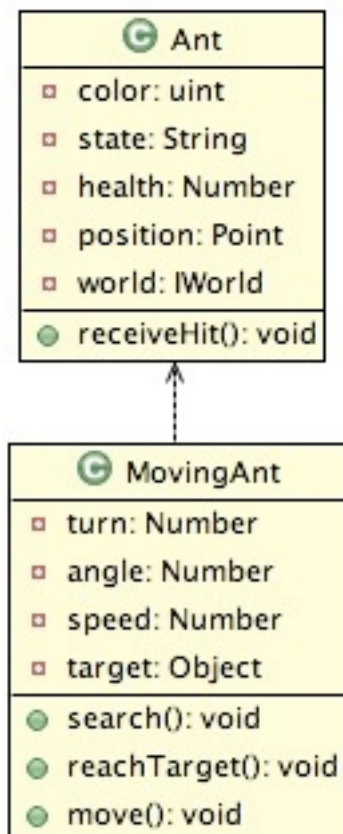 C Ant
color: uint
state: String
health: Number
position: Point
world: IWorld
receiveHit(): void
C MovingAnt
turn: Number
angle: Number
speed: Number
target: Object
search(): void
reachTarget(): void
move(): void